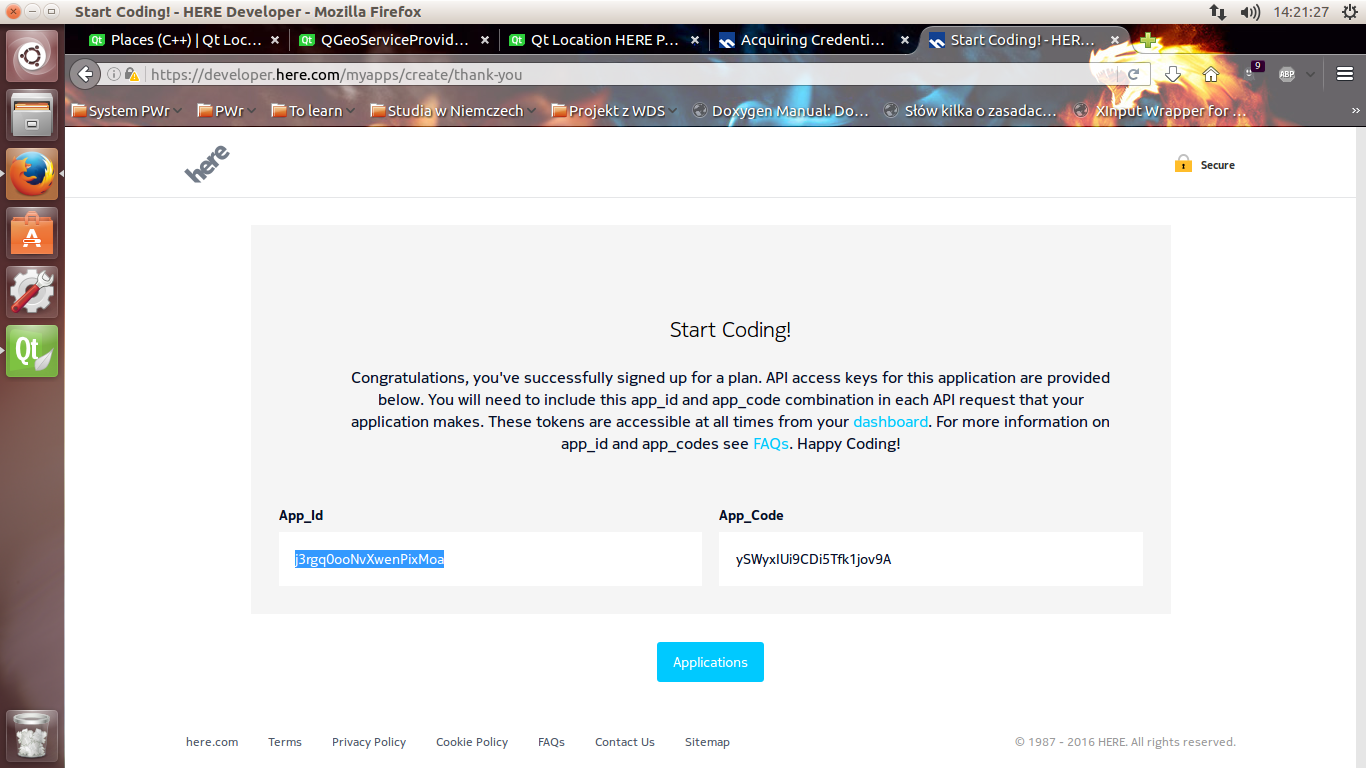 Start Coding! - HERE Developer - Mozilla Firefox
14:21:27
Places (C++) | Qt Loc...
QGeoServiceProvid...
Qt Location HERE P...
Acquiring Credenti...
Start Coding! - HER...
https://developer.here.com/myapps/create/thank-you
9
ABP
System PWr
PWr
To learn
Studia w Niemczech
Projekt z WDS
Doxygen Manual: Do...
Słów kilka o zasadac...
XInput Wrapper for ...
here
Secure
Start Coding!
Congratulations, you've successfully signed up for a plan. API access keys for this application are provided
below. You will need to include this app_id and app_code combination in each API request that your
application makes. These tokens are accessible at all times from your dashboard. For more information on
app_id and app_codes see FAQs. Happy Coding!
App_Id
App_Code
j3rgq0ooNvXwenPixMoa
ySWyxIUi9CDi5Tfk1jov9A
Applications
here.com
Terms
Privacy Policy
Cookie Policy
FAQs
Contact Us
Sitemap
© 1987 - 2016 HERE. All rights reserved.